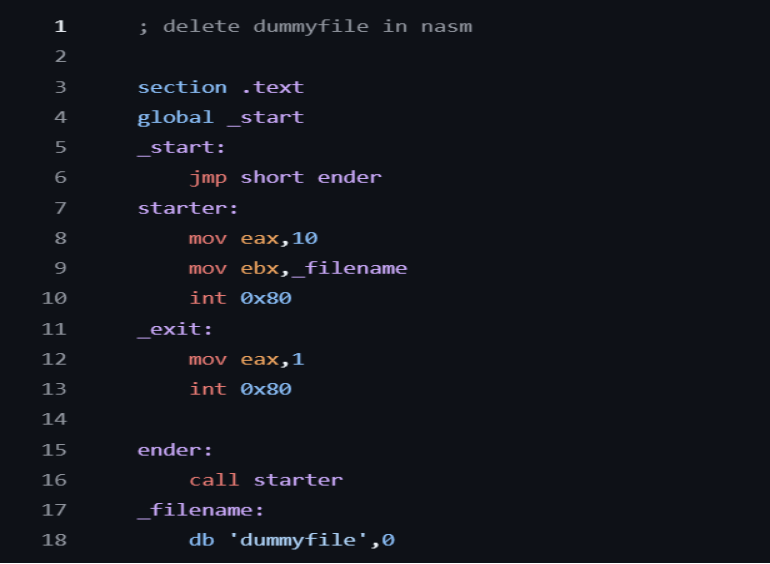 1 ; delete dummyfile in nasm
2
3 section .text
4 global _start
5 _start:
6 jmp short ender
7 starter:
8 mov eax,10
9 mov ebx,_filename
10 int 0x80
11 _exit:
12 mov eax,1
13 int 0x80
14
15 ender:
16 call starter
17 _filename:
18 db 'dummyfile',0